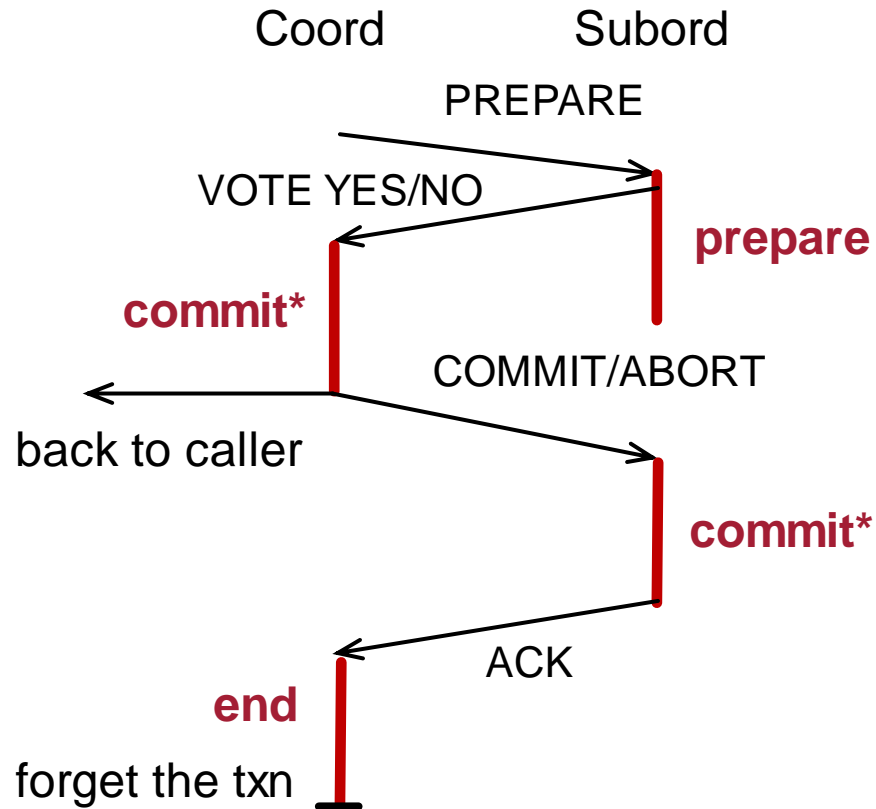 Coord
Subord
PREPARE
VOTE YES/NO
prepare
commit*
COMMIT/ABORT
back to caller
commit*
ACK
end
forget the txn